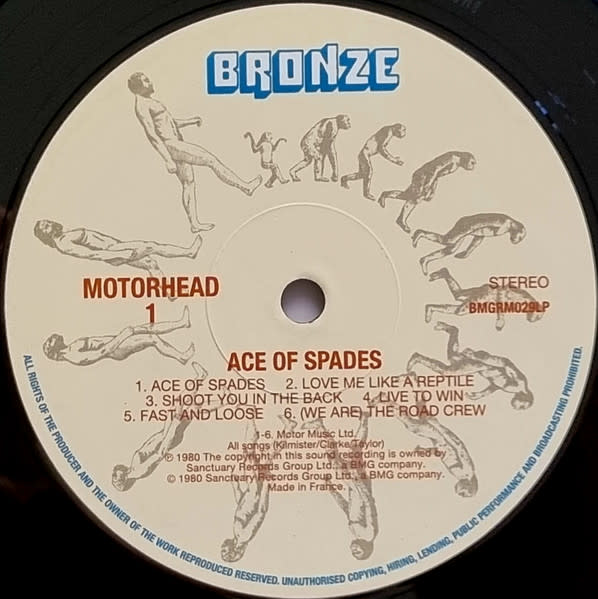 BRONZE
MOTORHEAD
1
STEREO
BMGRM029LP
ACE OF SPADES
1. ACE OF SPADES 2. LOVE ME LIKE A REPTILE
3. SHOOT YOU IN THE BACK 4. LIVE TO WIN
5. FAST AND LOOSE 6. (WE ARE) THE ROAD CREW
1-6. Motor Music Ltd.
All songs (Kilmister/Clarke/Taylor)
℗ 1980 The copyright in this sound recording is owned by
Sanctuary Records Group Ltd., a BMG company.
© 1980 Sanctuary Records Group Ltd., a BMG company.
Made in France.
ALL RIGHTS OF THE PRODUCER AND THE OWNER OF THE WORK REPRODUCED RESERVED. UNAUTHORISED COPYING, HIRING, LENDING, PUBLIC PERFORMANCE AND BROADCASTING PROHIBITED.